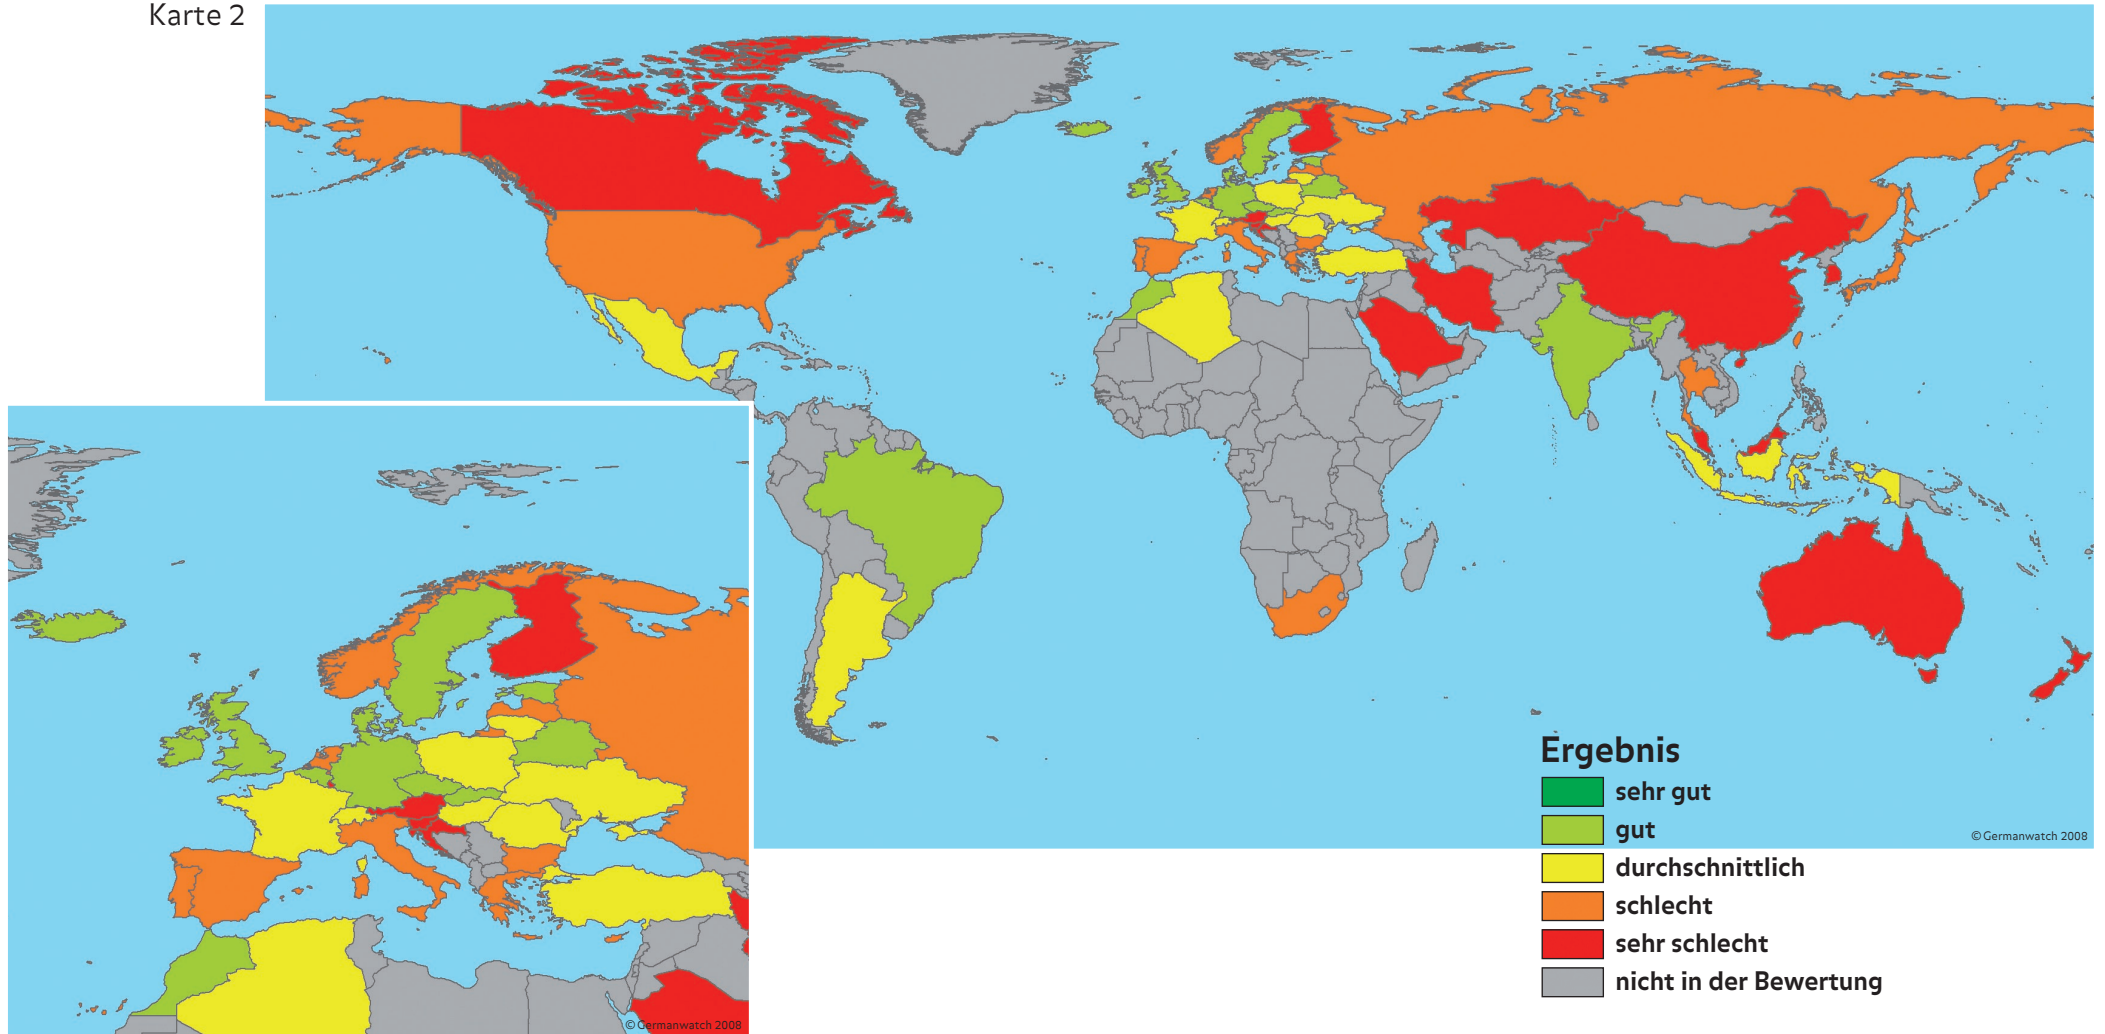 Karte 2
Ergebnis
sehr gut
gut
durchschnittlich
schlecht
sehr schlecht
nicht in der Bewertung
© Germanwatch 2008
© Germanwatch 2008